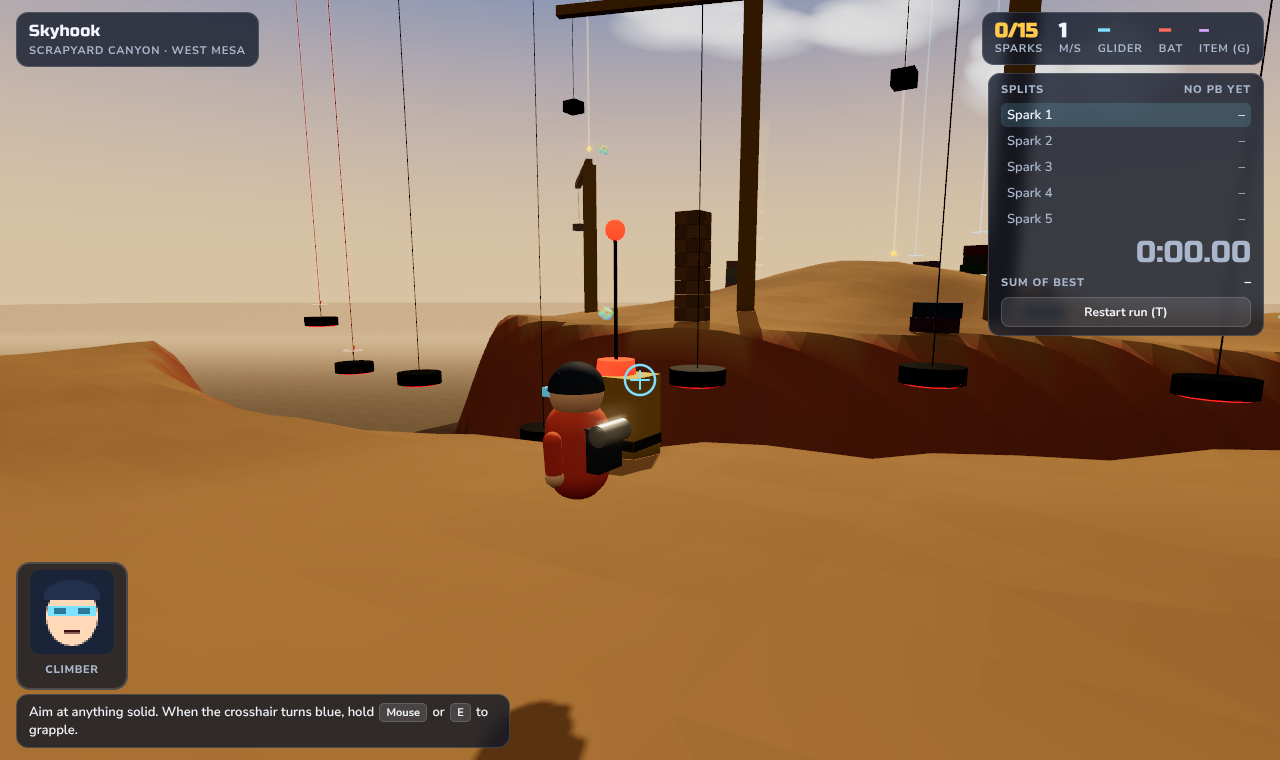 Skyhook
SCRAPYARD CANYON · WEST MESA
0/15 SPARKS
1 M/S
– GLIDER
– BAT
– ITEM (G)
SPLITS NO PB YET
Spark 1 –
Spark 2 –
Spark 3 –
Spark 4 –
Spark 5 –
0:00.00
SUM OF BEST –
Restart run (T)
CLIMBER
Aim at anything solid. When the crosshair turns blue, hold Mouse or E to
grapple.